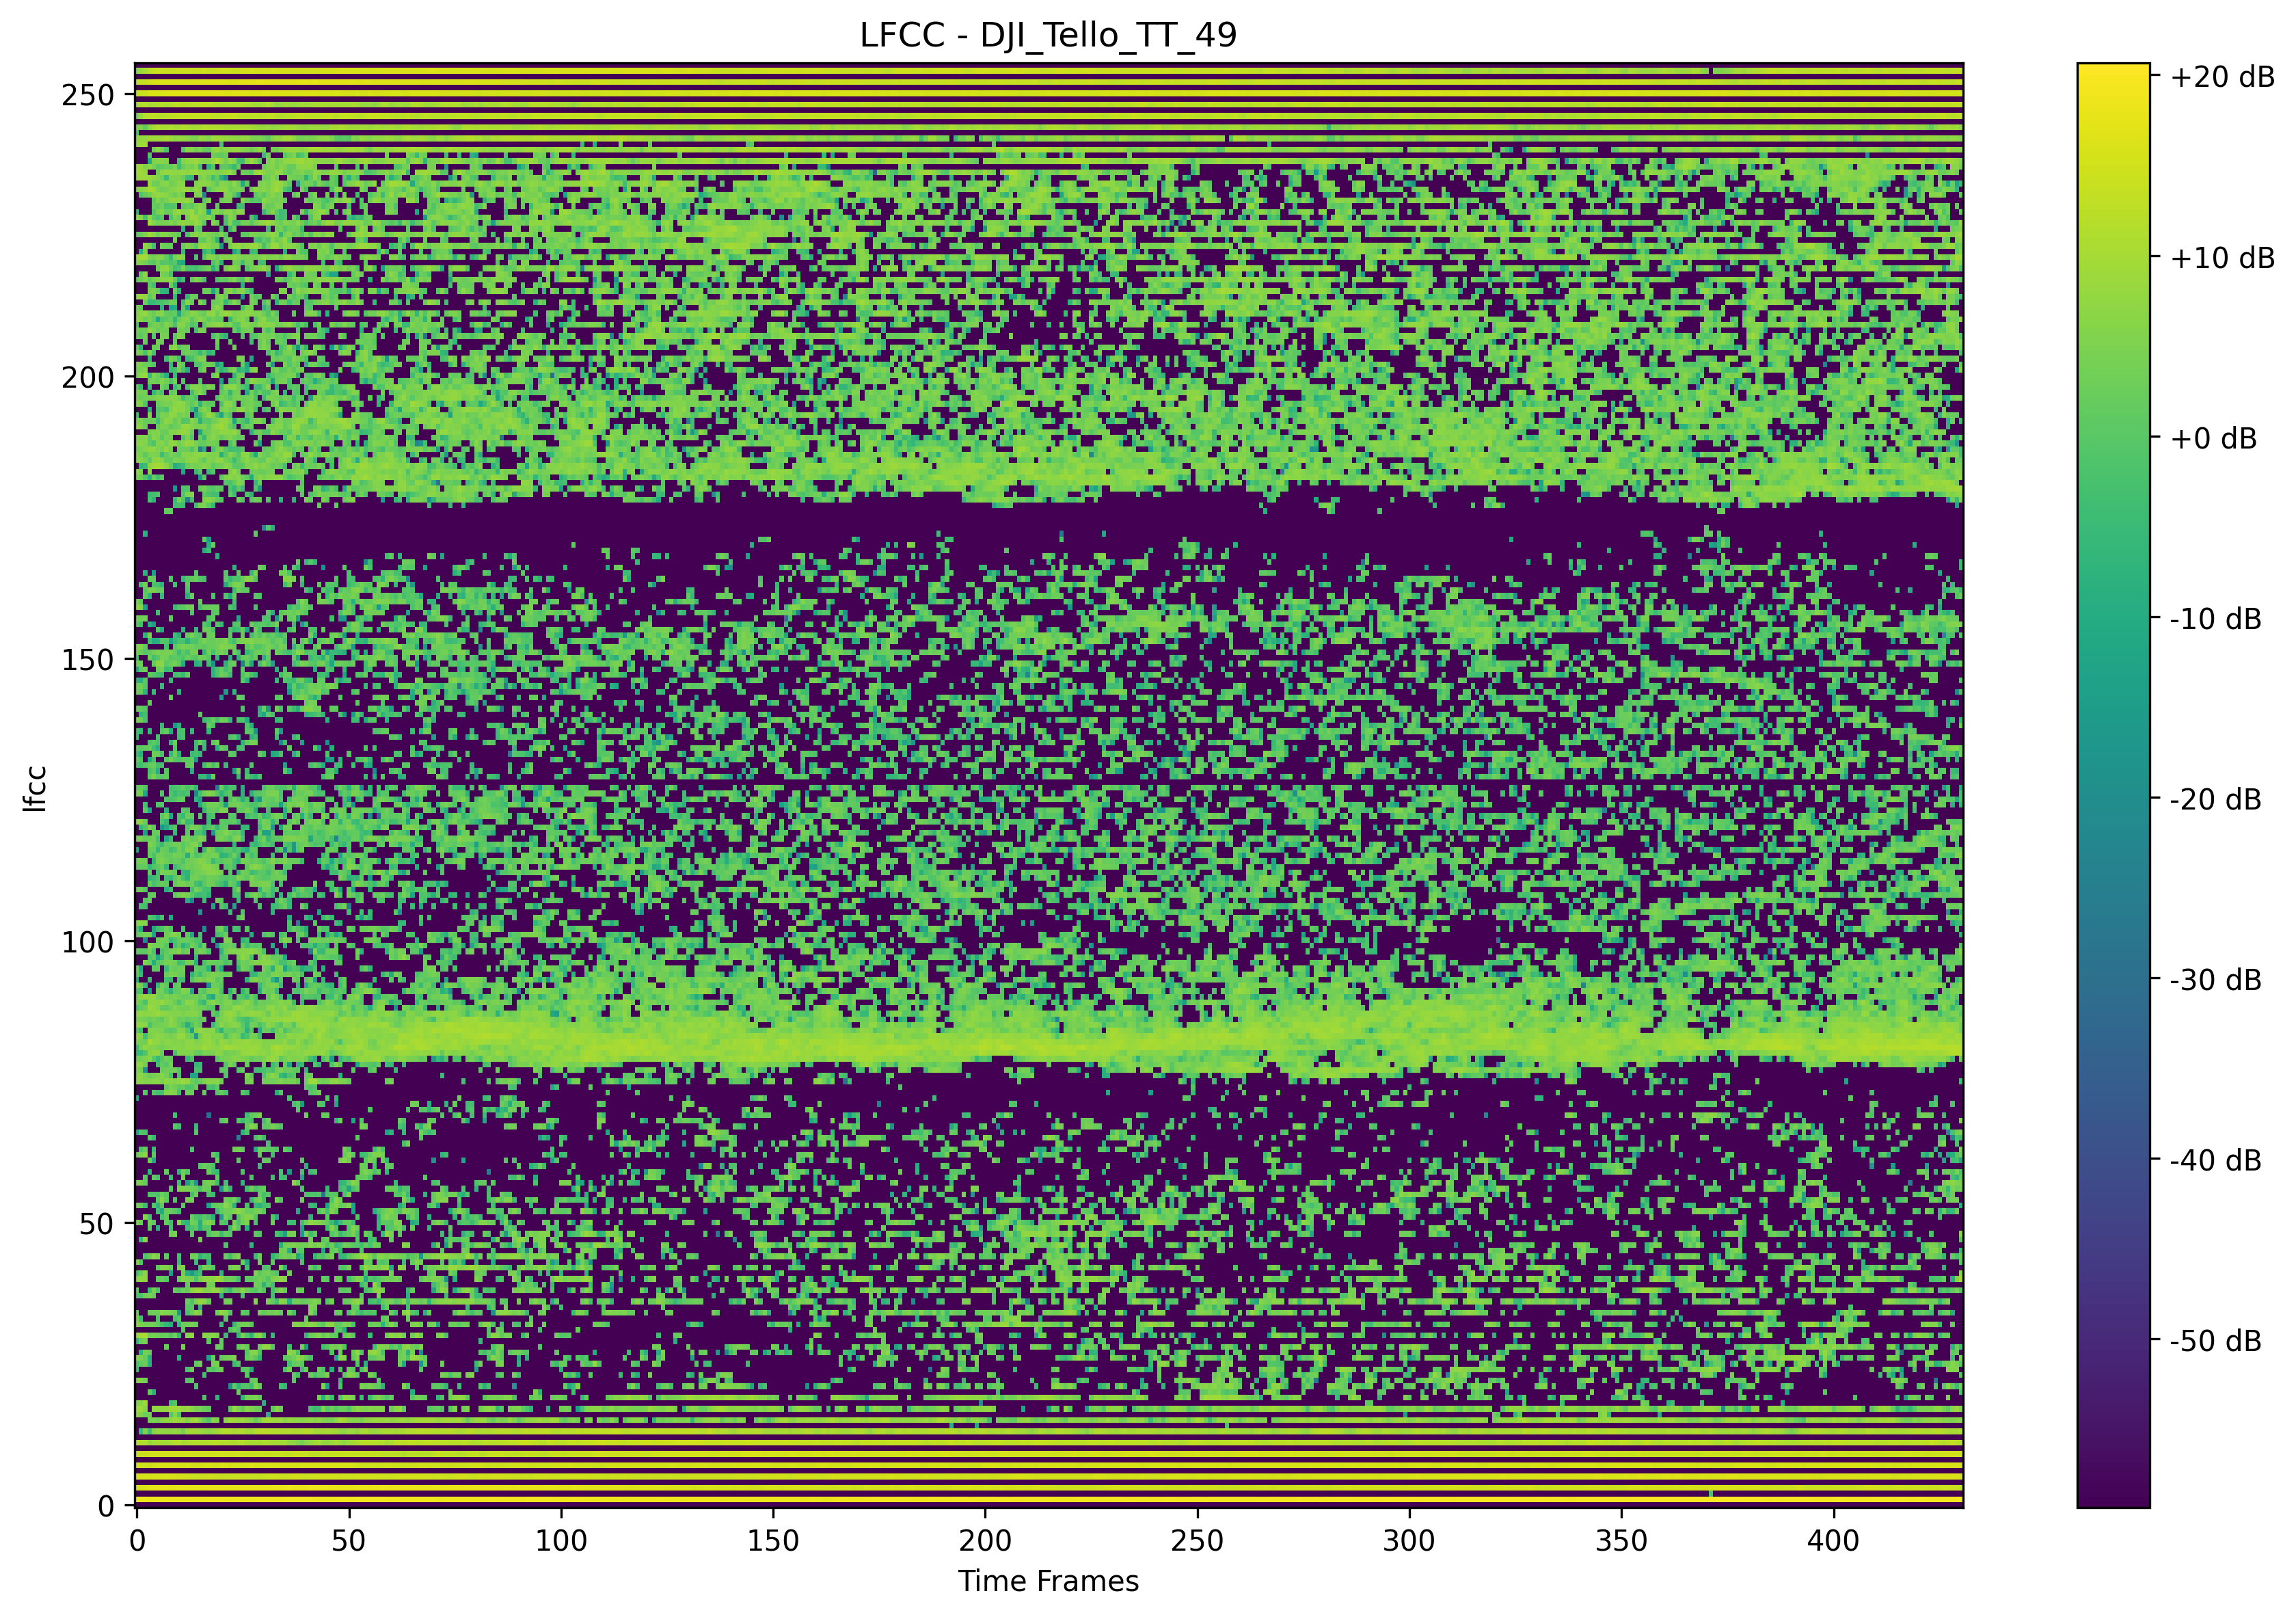 LFCC - DJI_Tello_TT_49
250
200
150
100
50
0
lfcc
0 50 100 150 200 250 300 350 400
Time Frames
+20 dB
+10 dB
+0 dB
-10 dB
-20 dB
-30 dB
-40 dB
-50 dB